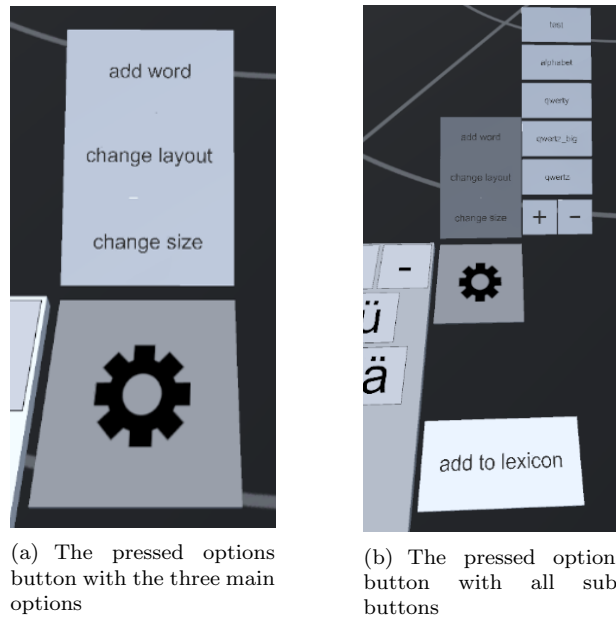 add word
change layout
change size
test
alphabet
qwerty
qwertz_big
qwertz
add word
change layout
change size
+ -
-
ü
ä
add to lexicon
(a) The pressed options
button with the three main
options
(b) The pressed option
button with all sub
buttons